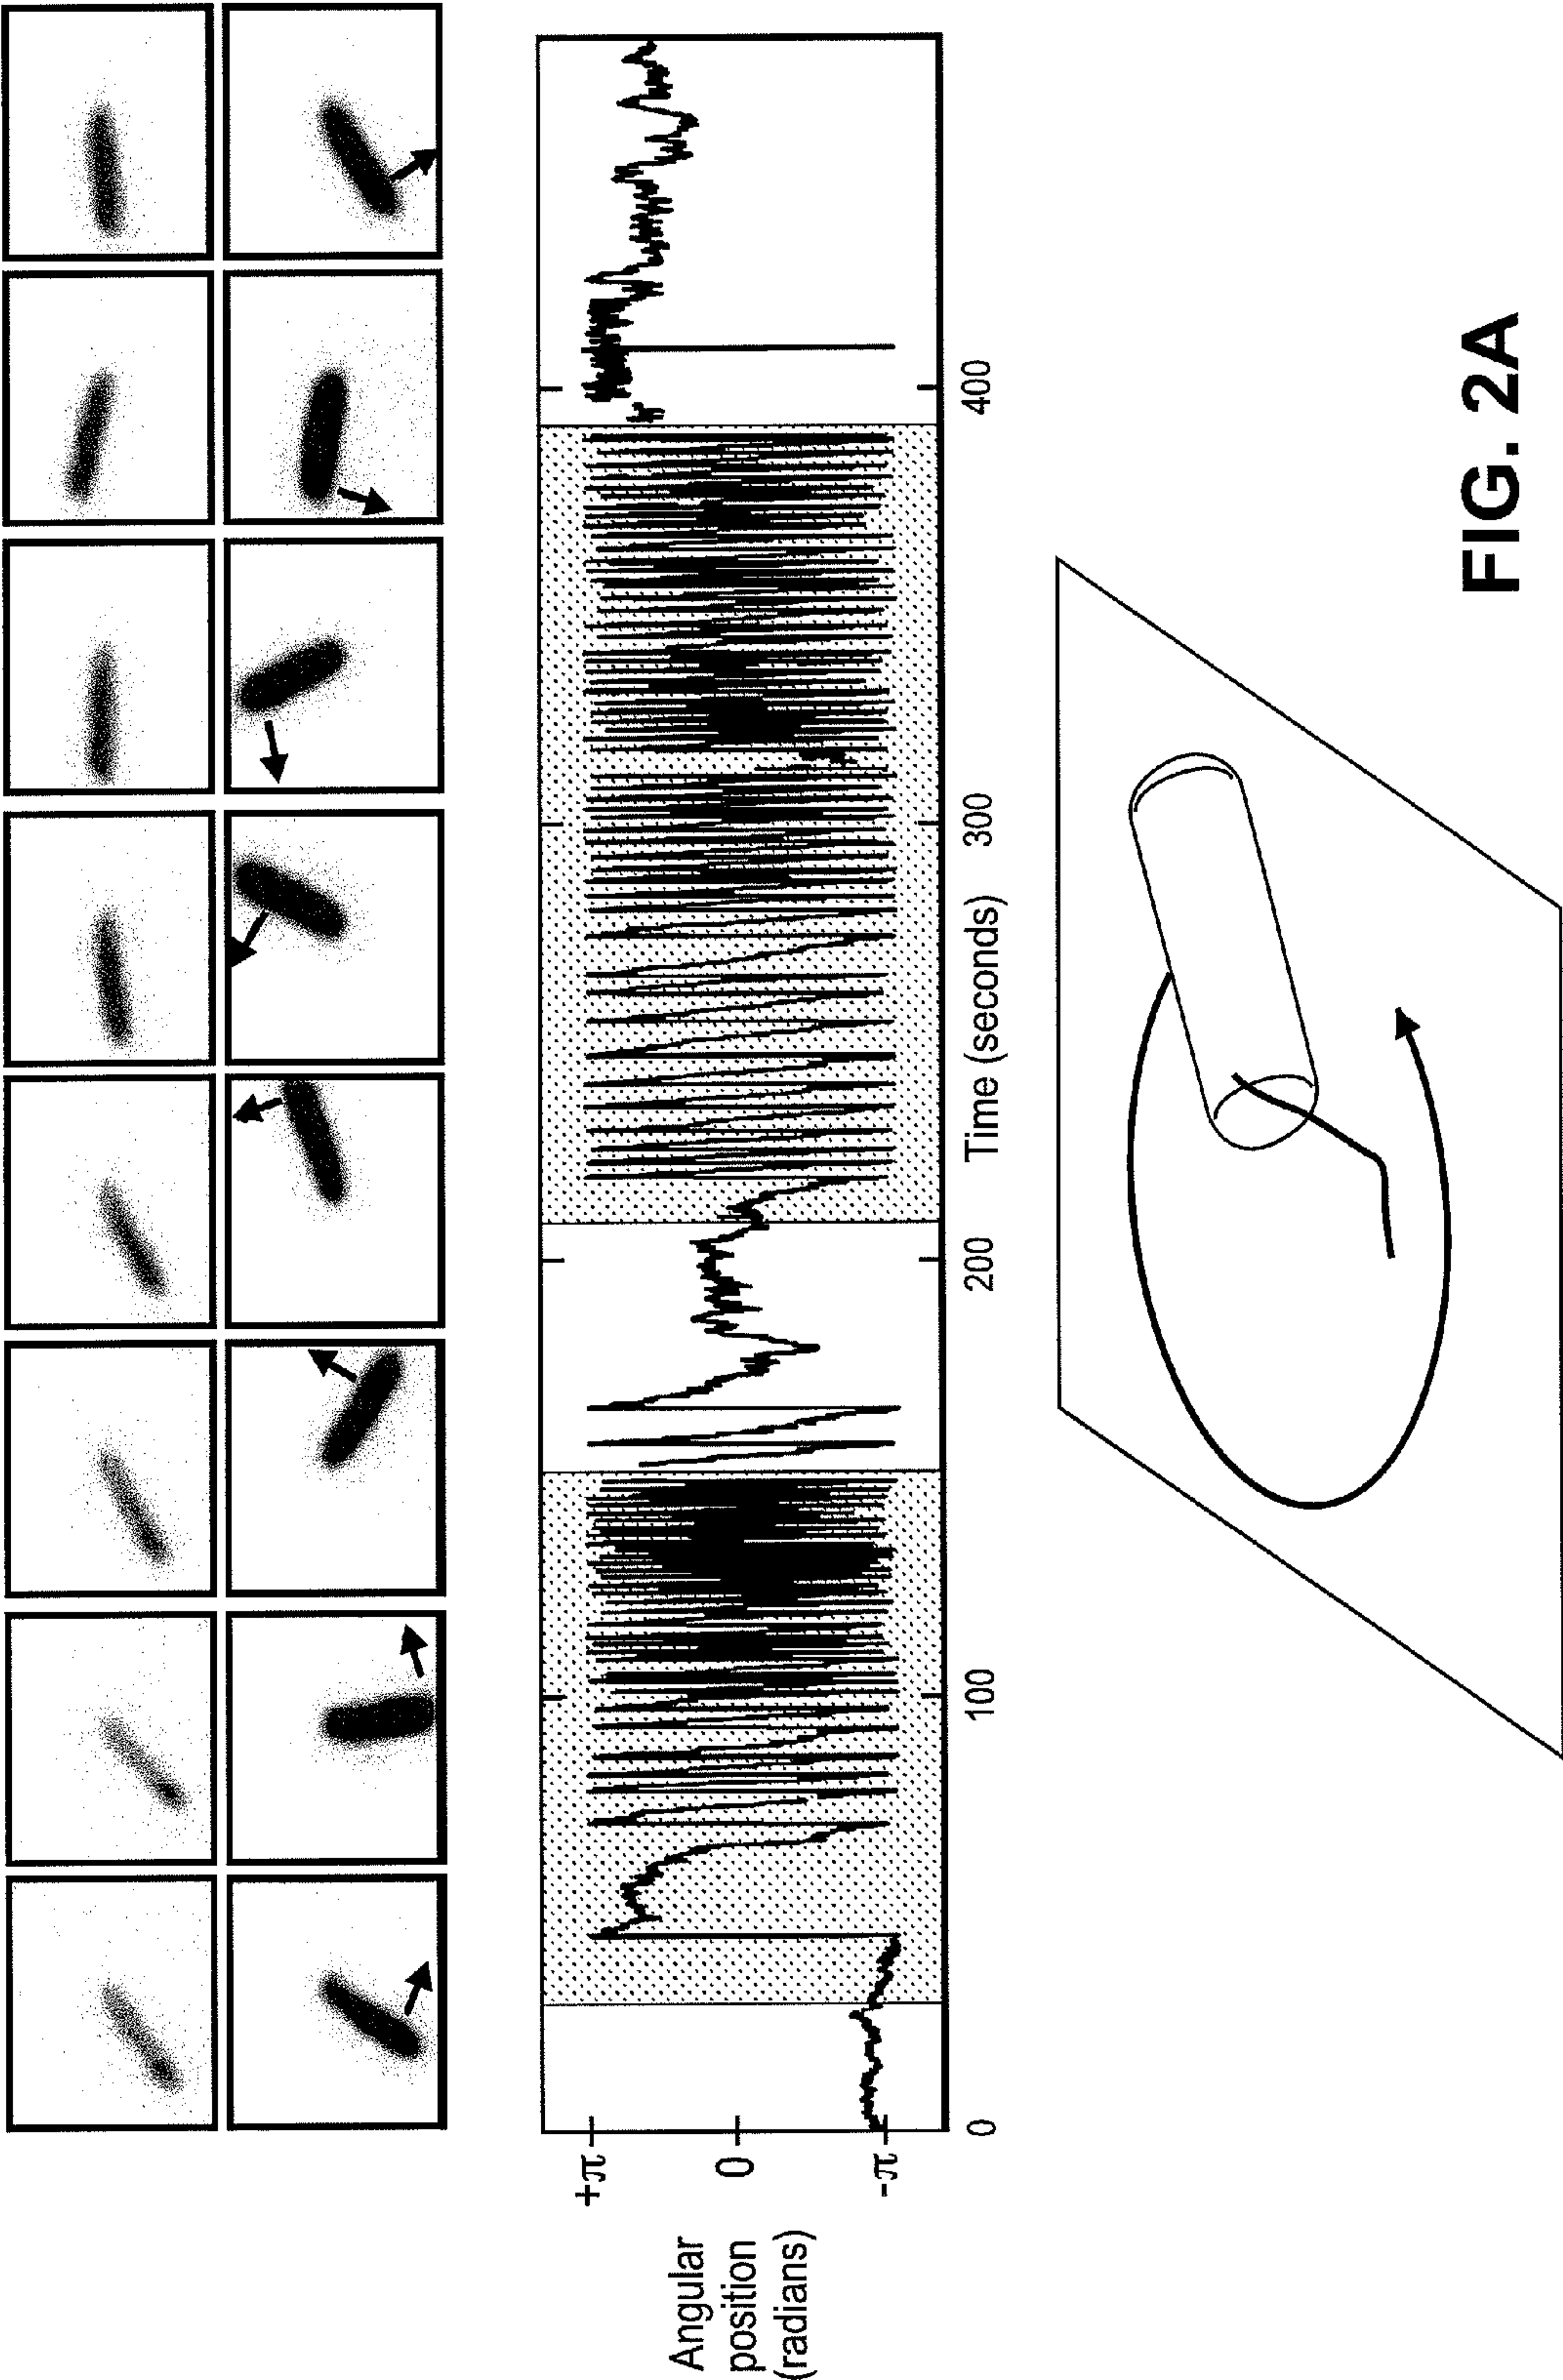 Angular
position
(radians)
+π
0
-π
0
100
200
300
400
Time (seconds)
FIG. 2A